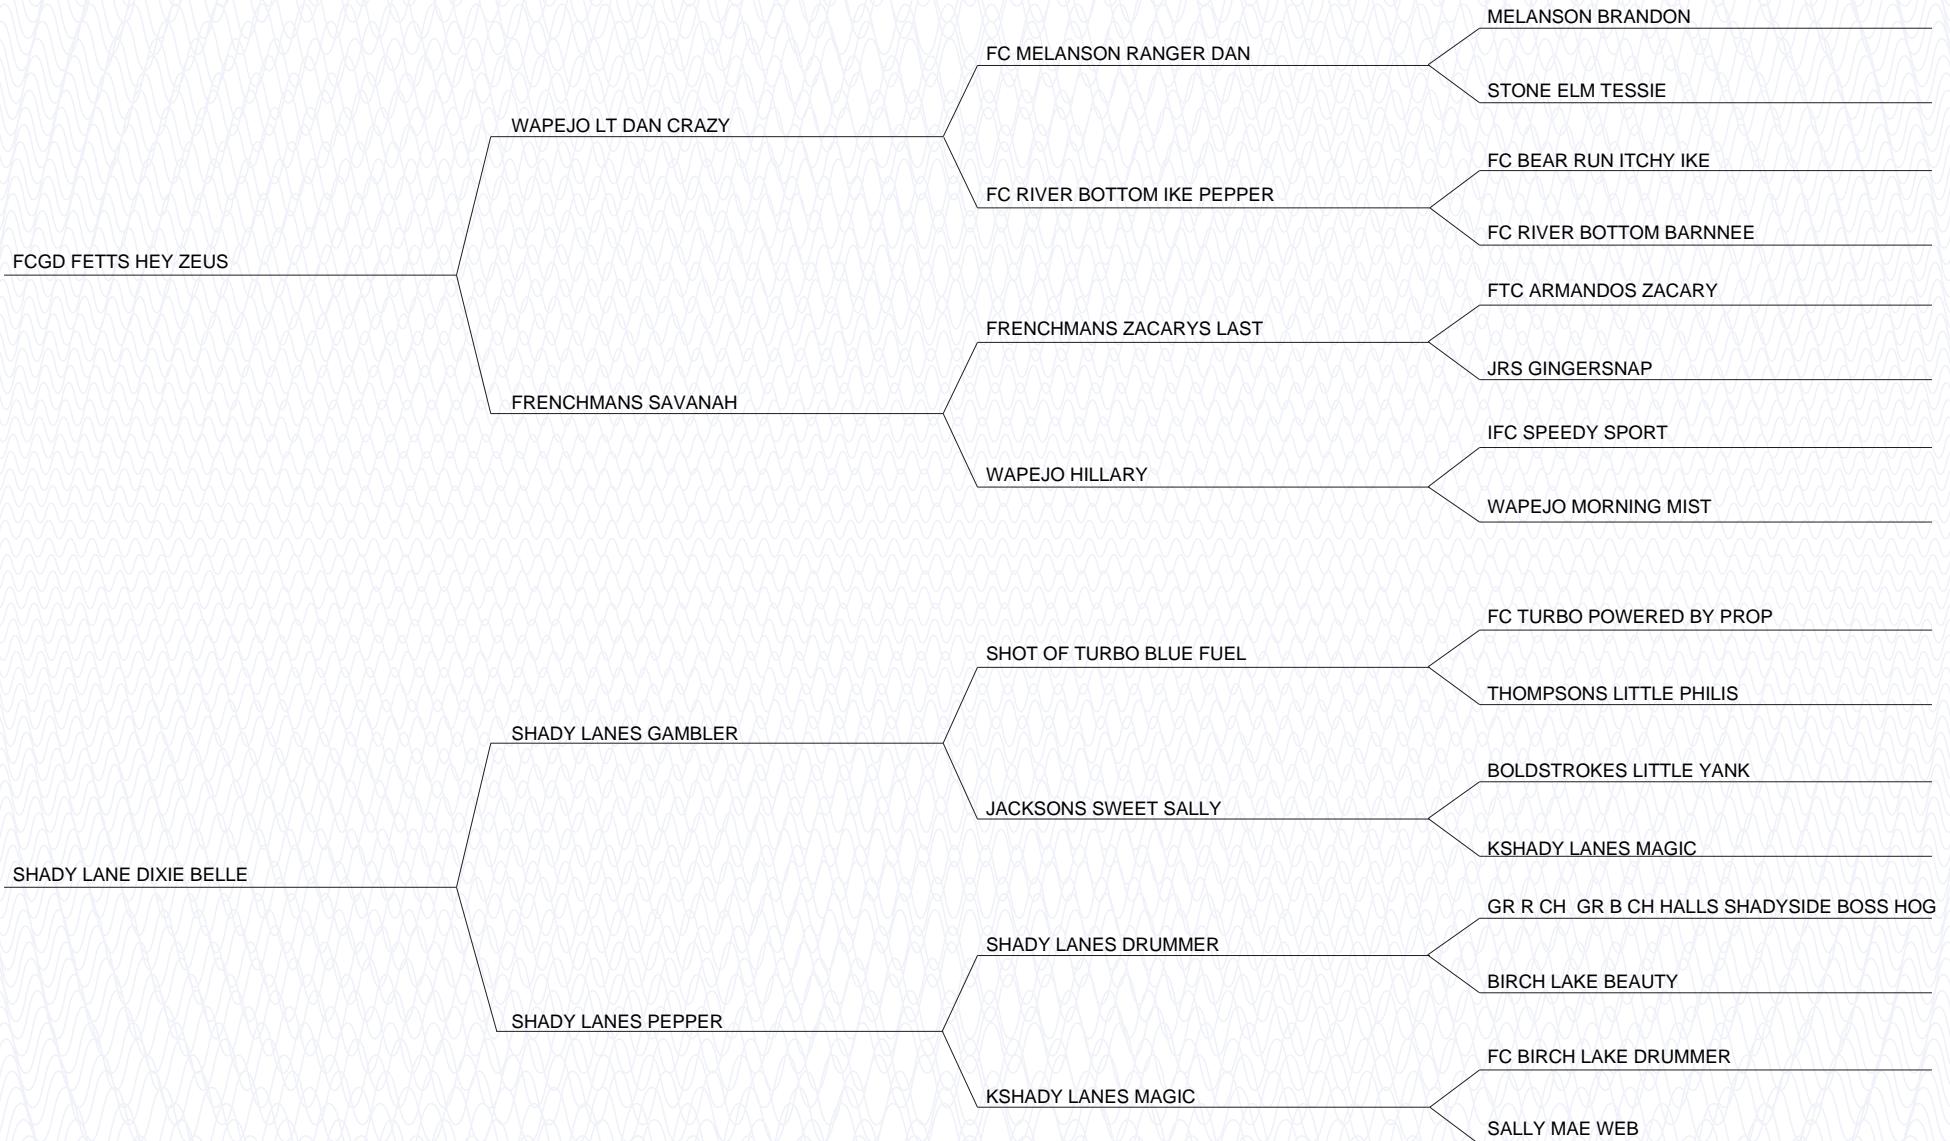 MELANSON BRANDON
FC MELANSON RANGER DAN
STONE ELM TESSIE
WAPEJO LT DAN CRAZY
FC BEAR RUN ITCHY IKE
FC RIVER BOTTOM IKE PEPPER
FC RIVER BOTTOM BARNNEE
FCGD FETTS HEY ZEUS
FTC ARMANDOS ZACARY
FRENCHMANS ZACARYS LAST
JRS GINGERSNAP
FRENCHMANS SAVANAH
IFC SPEEDY SPORT
WAPEJO HILLARY
WAPEJO MORNING MIST
FC TURBO POWERED BY PROP
SHOT OF TURBO BLUE FUEL
THOMPSONS LITTLE PHILIS
SHADY LANES GAMBLER
BOLDSTROKES LITTLE YANK
JACKSONS SWEET SALLY
KSHADY LANES MAGIC
SHADY LANE DIXIE BELLE
GR R CH  GR B CH HALLS SHADYSIDE BOSS HOG
SHADY LANES DRUMMER
BIRCH LAKE BEAUTY
SHADY LANES PEPPER
FC BIRCH LAKE DRUMMER
KSHADY LANES MAGIC
SALLY MAE WEB